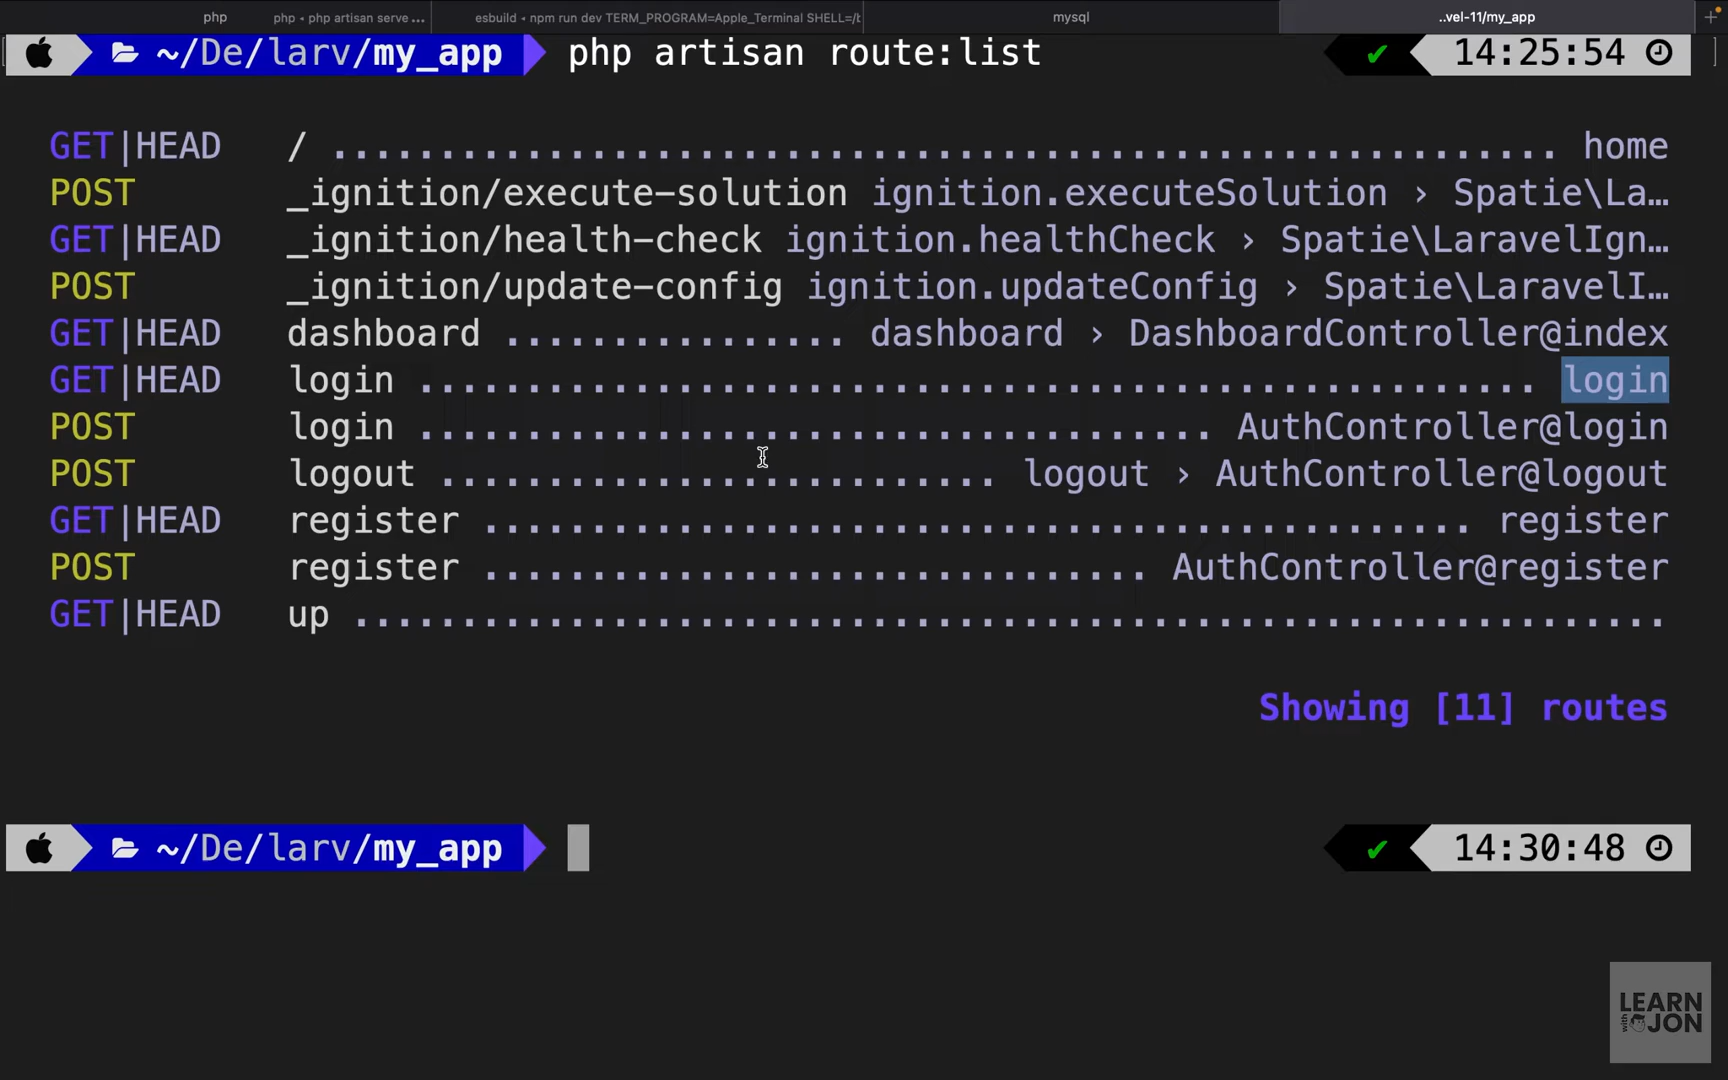 php
php • php artisan serve ...
esbuild • npm run dev TERM_PROGRAM=Apple_Terminal SHELL=/b
mysql
..vel-11/my_app
~/De/larv/my_app php artisan route:list ✔ 14:25:54
GET|HEAD / ......................................................... home
POST _ignition/execute-solution ignition.executeSolution › Spatie\La…
GET|HEAD _ignition/health-check ignition.healthCheck › Spatie\LaravelIgn…
POST _ignition/update-config ignition.updateConfig › Spatie\LaravelI…
GET|HEAD dashboard ................ dashboard › DashboardController@index
GET|HEAD login .................................................... login
POST login ..................................... AuthController@login
POST logout .......................... logout › AuthController@logout
GET|HEAD register .............................................. register
POST register ............................... AuthController@register
GET|HEAD up .............................................................
Showing [11] routes
~/De/larv/my_app ✔ 14:30:48
LEARN
with JON